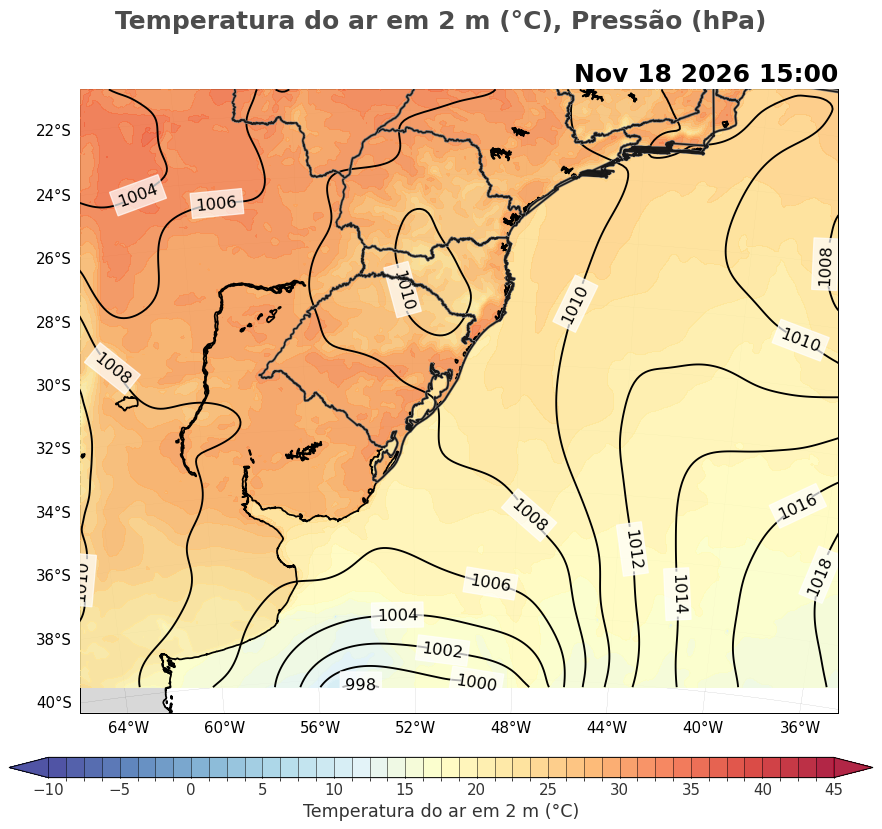 Temperatura do ar em 2 m (°C), Pressão (hPa)
Nov 18 2026 15:00
22°S
24°S
26°S
28°S
30°S
32°S
34°S
36°S
38°S
40°S
1004
1006
1010
1010
1008
1010
1008
1008
1016
1012
1018
1014
1010
1006
1004
1002
1000
998
64°W 60°W 56°W 52°W 48°W 44°W 40°W 36°W
−10 −5 0 5 10 15 20 25 30 35 40 45
Temperatura do ar em 2 m (°C)